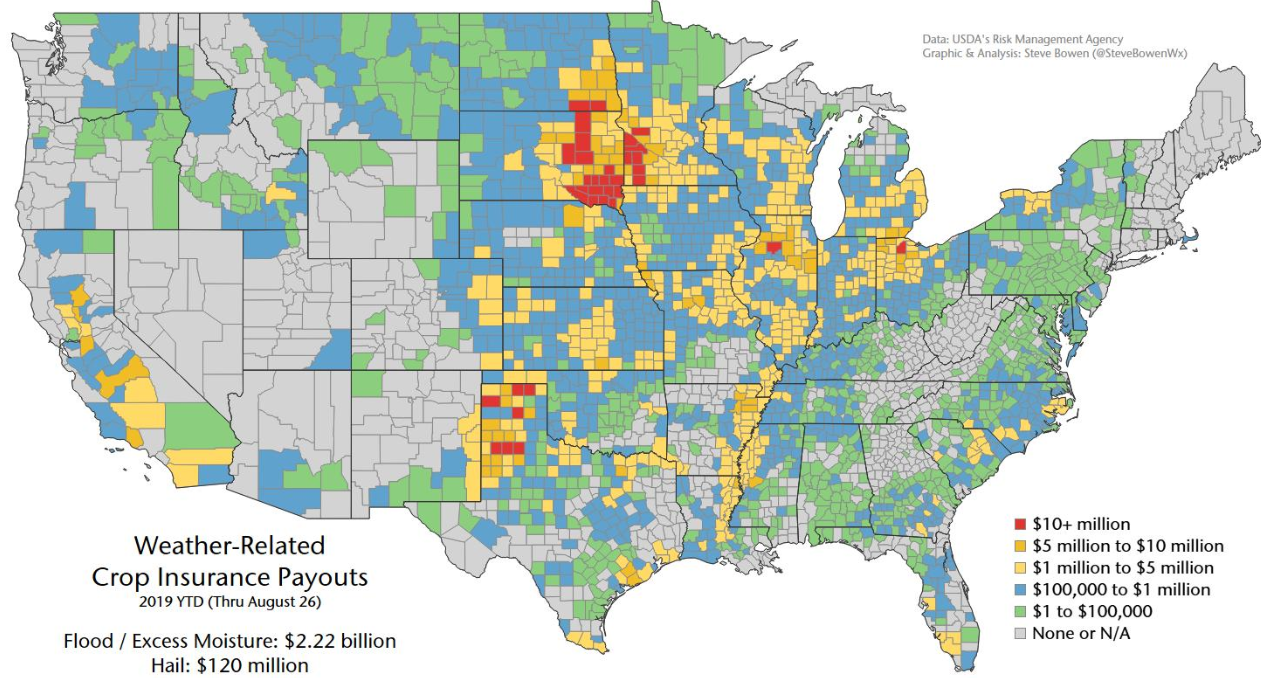 Data: USDA's Risk Management Agency
Graphic & Analysis: Steve Bowen (@SteveBowenWx)
Weather-Related
Crop Insurance Payouts
2019 YTD (Thru August 26)
Flood / Excess Moisture: $2.22 billion
Hail: $120 million
$10+ million
$5 million to $10 million
$1 million to $5 million
$100,000 to $1 million
$1 to $100,000
None or N/A